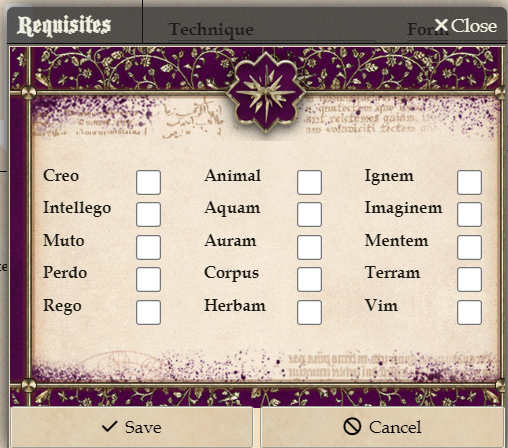 Requisites
Technique
Form
Close
Creo Animal Ignem
Intellego Aquam Imaginem
Muto Auram Mentem
Perdo Corpus Terram
Rego Herbam Vim
Save Cancel